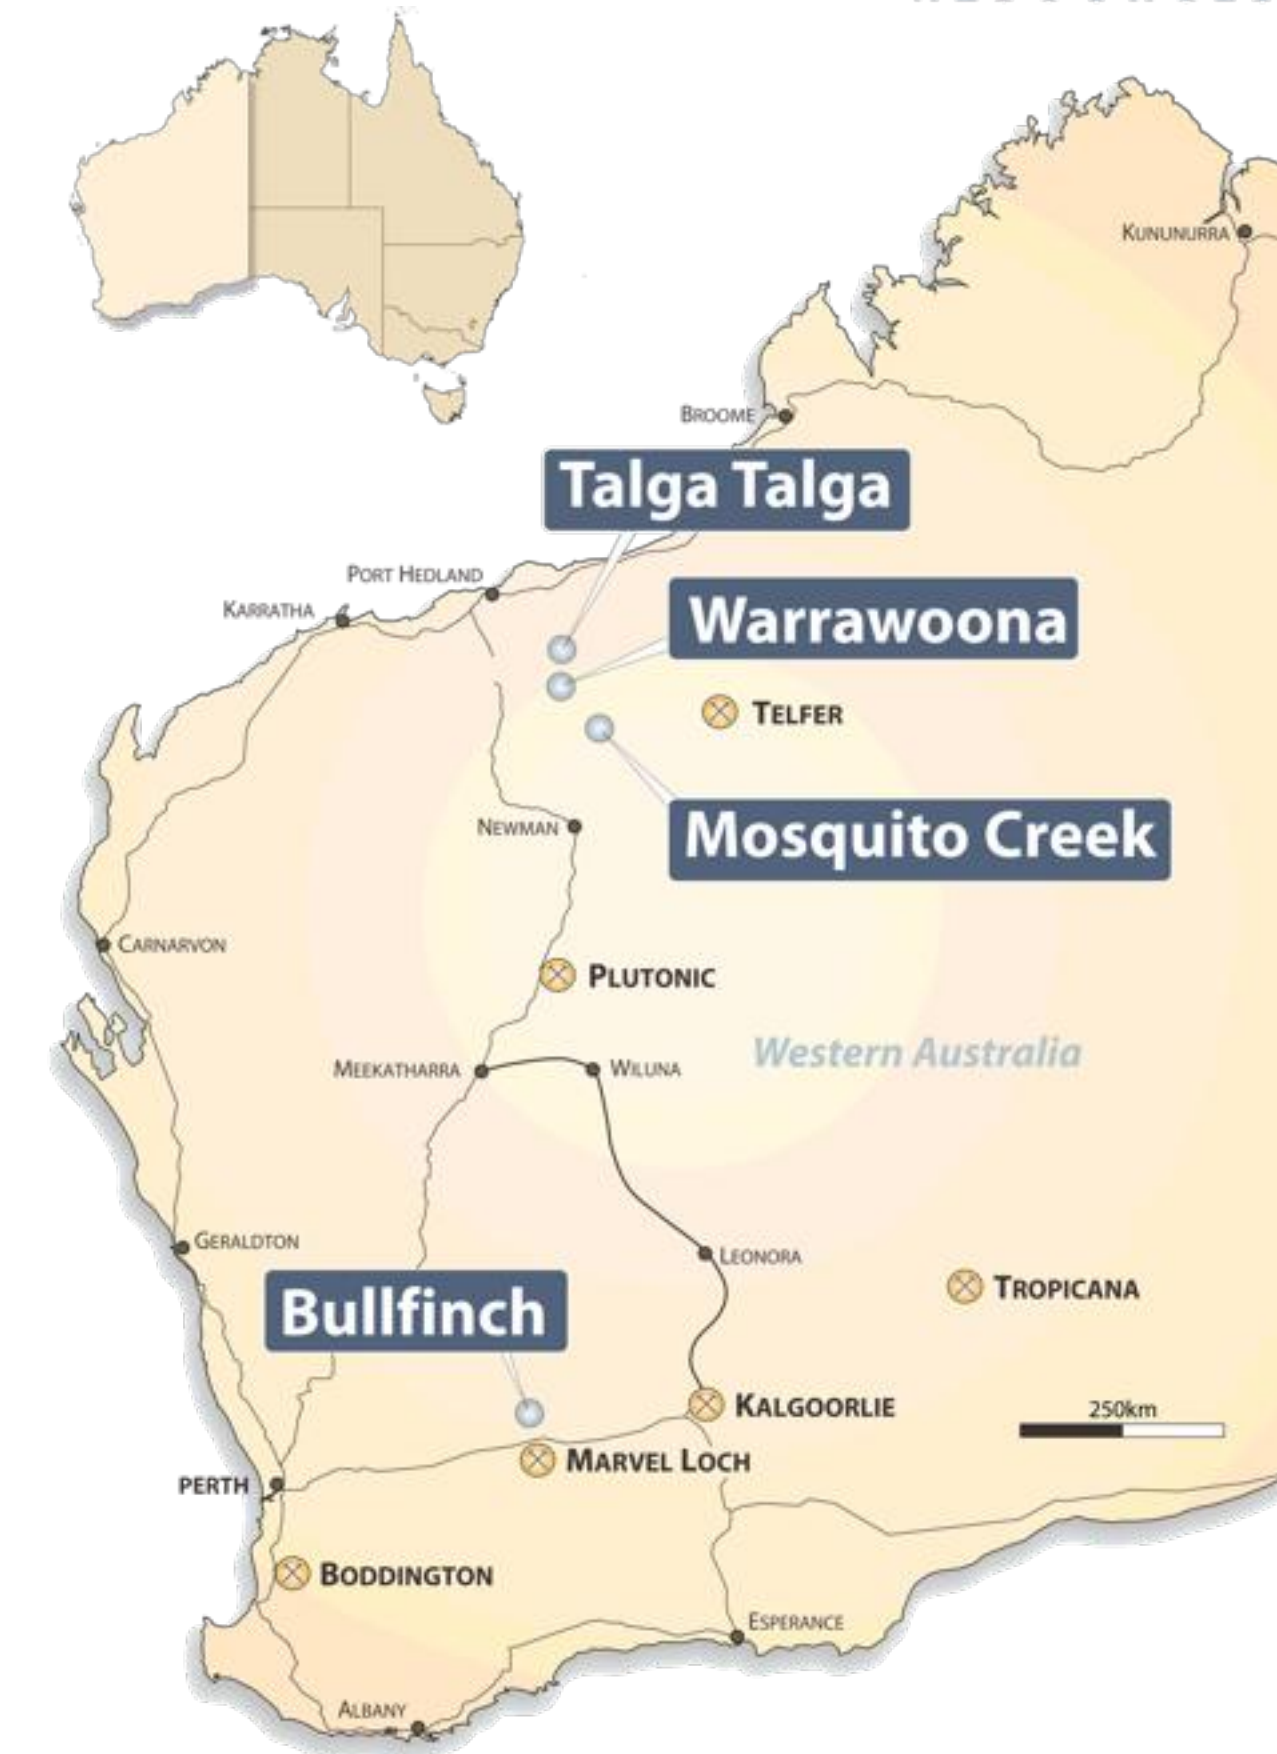 KUNUNURRA
BROOME
Talga Talga
PORT HEDLAND
KARRATHA
Warrawoona
TELFER
NEWMAN
Mosquito Creek
CARNARVON
PLUTONIC
Western Australia
MEEKATHARRA
WILUNA
GERALDTON
LEONORA
TROPICANA
Bullfinch
KALGOORLIE
250km
MARVEL LOCH
PERTH
BODDINGTON
ESPERANCE
ALBANY